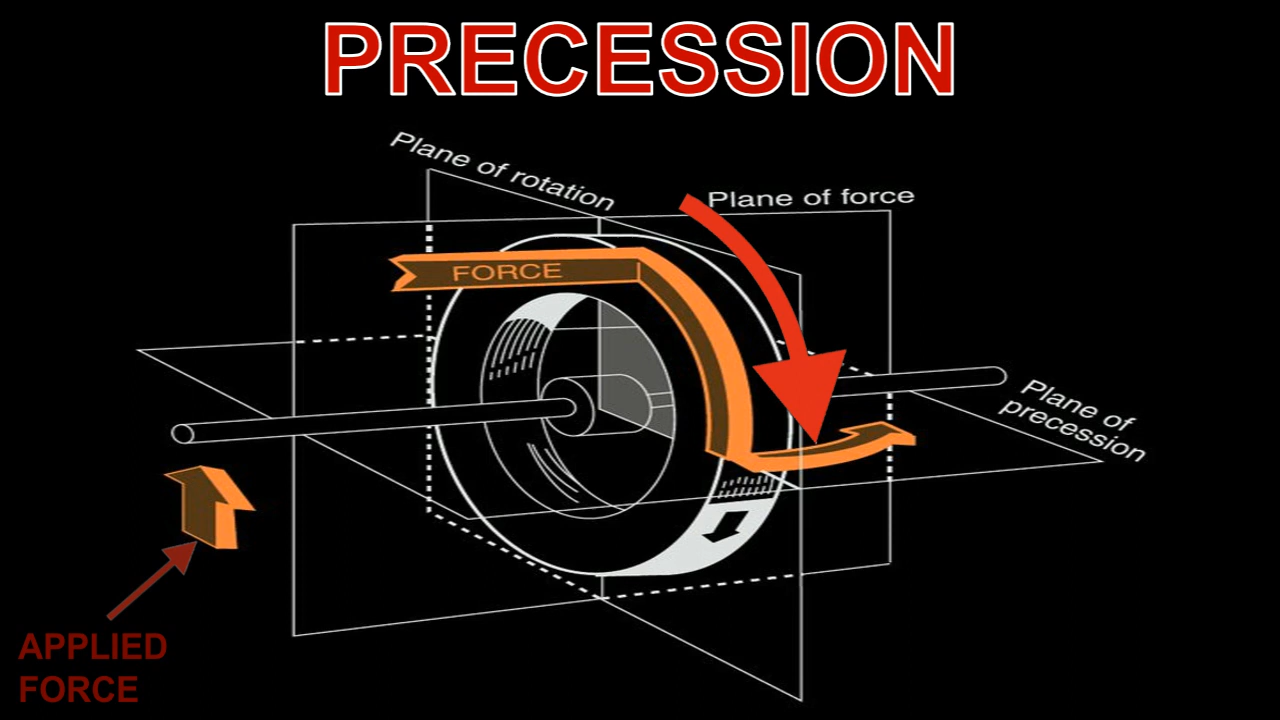 PRECESSION
Plane of rotation
Plane of force
FORCE
Plane of
precession
APPLIED
FORCE